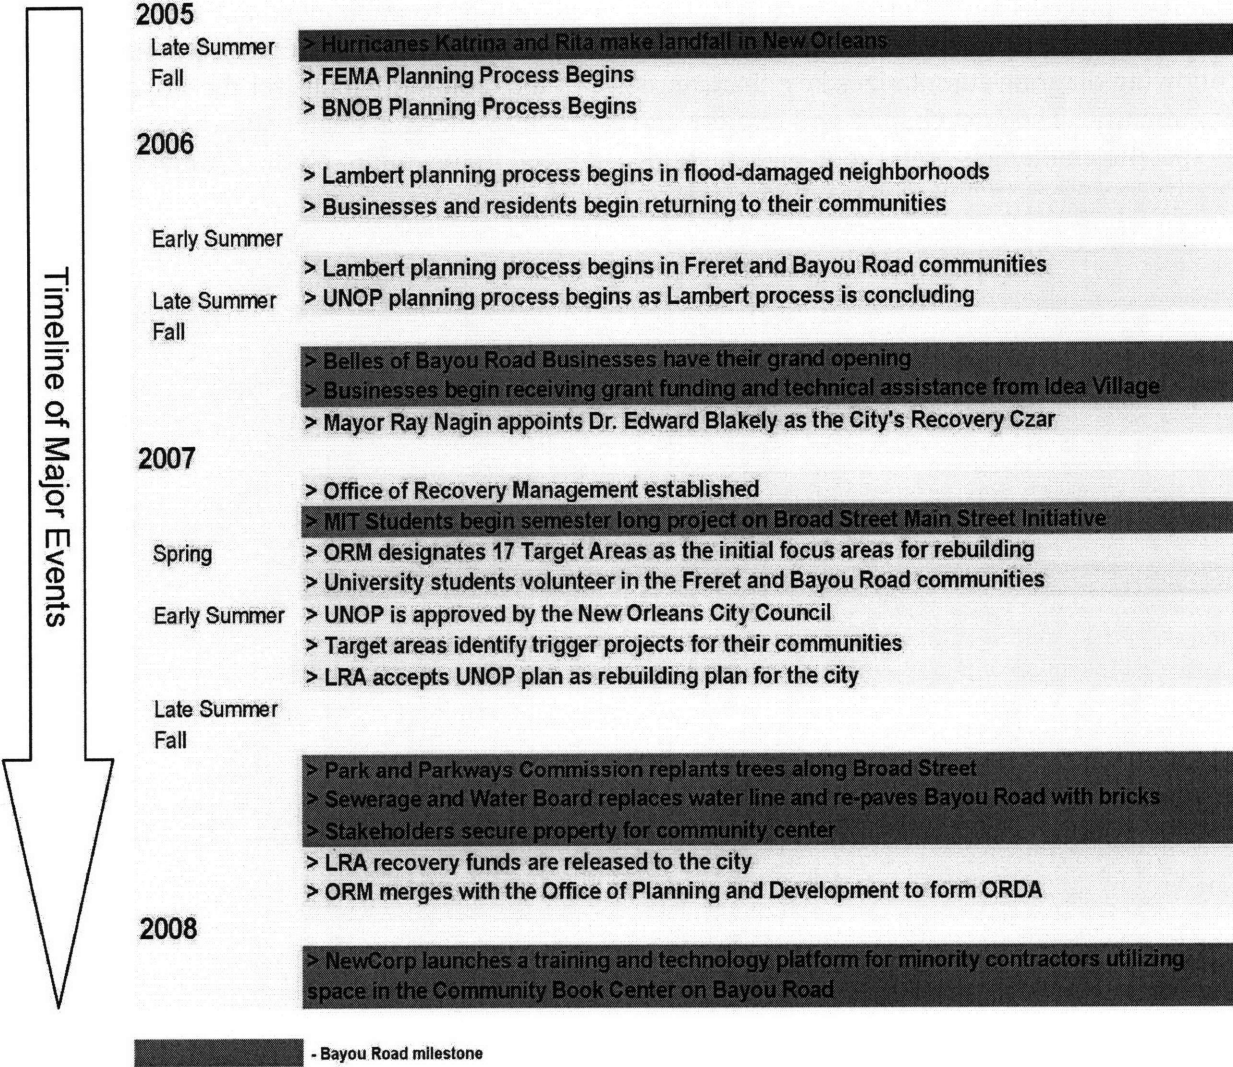 2005
Late Summer > Hurricanes Katrina and Rita make landfall in New Orleans
Fall > FEMA Planning Process Begins
> BNOB Planning Process Begins
2006
> Lambert planning process begins in flood-damaged neighborhoods
> Businesses and residents begin returning to their communities
Early Summer
> Lambert planning process begins in Freret and Bayou Road communities
Late Summer > UNOP planning process begins as Lambert process is concluding
Fall
> Belles of Bayou Road Businesses have their grand opening
> Businesses begin receiving grant funding and technical assistance from Idea Village
> Mayor Ray Nagin appoints Dr. Edward Blakely as the City's Recovery Czar
2007
> Office of Recovery Management established
> MIT Students begin semester long project on Broad Street Main Street Initiative
Spring > ORM designates 17 Target Areas as the initial focus areas for rebuilding
> University students volunteer in the Freret and Bayou Road communities
Early Summer > UNOP is approved by the New Orleans City Council
> Target areas identify trigger projects for their communities
> LRA accepts UNOP plan as rebuilding plan for the city
Late Summer
Fall
> Park and Parkways Commission replants trees along Broad Street
> Sewerage and Water Board replaces water line and re-paves Bayou Road with bricks
> Stakeholders secure property for community center
> LRA recovery funds are released to the city
> ORM merges with the Office of Planning and Development to form ORDA
2008
> NewCorp launches a training and technology platform for minority contractors utilizing
space in the Community Book Center on Bayou Road
- Bayou Road milestone
Timeline of Major Events